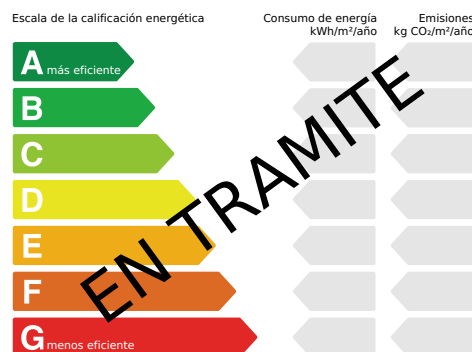 Escala de la calificación energética
Consumo de energía
kWh/m²/año
Emisiones
kg CO₂/m²/año
A más eficiente
B
C
D
E
F
G menos eficiente
EN TRAMITE